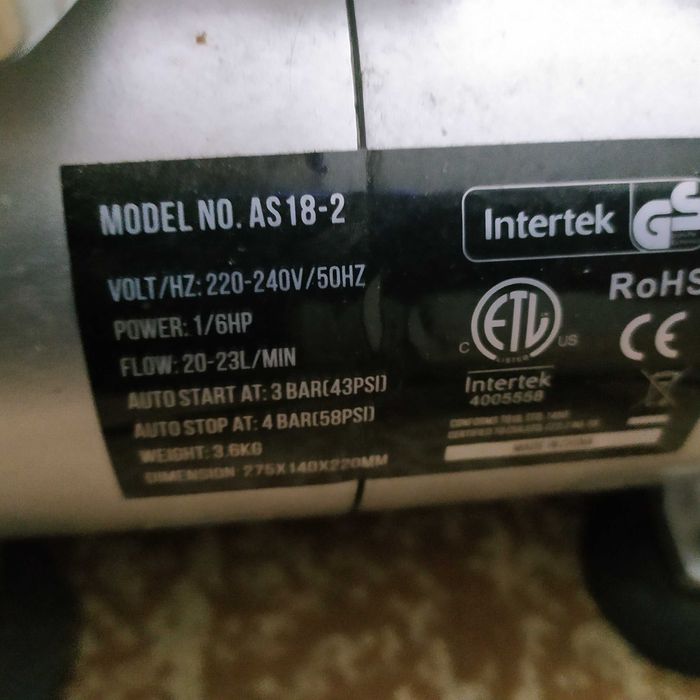 MODEL NO. AS18-2
VOLT/HZ: 220-240V/50HZ
POWER: 1/6HP
FLOW: 20-23L/MIN
AUTO START AT: 3 BAR(43PSI)
AUTO STOP AT: 4 BAR(58PSI)
WEIGHT: 3.6KG
DIMENSION: 275X140X220MM
Intertek GS
RoHS
C ETL US
LISTED
CE
Intertek
4005558